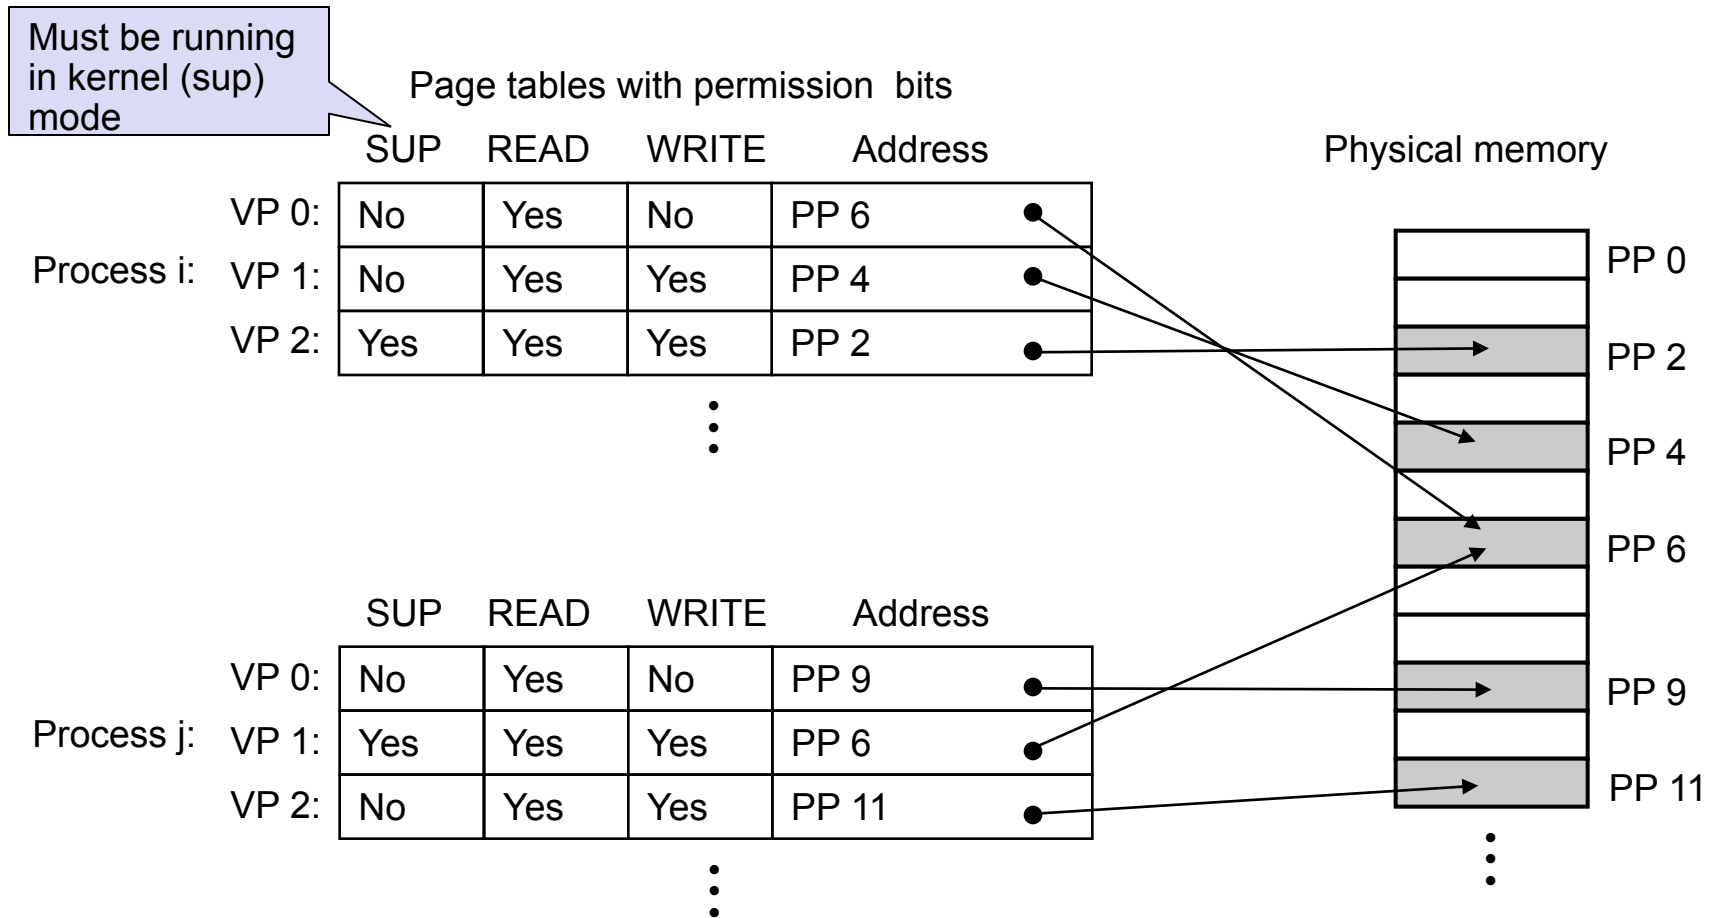 Must be running
in kernel (sup)
mode
Page tables with permission bits
SUP READ WRITE Address
Physical memory
VP 0: No Yes No PP 6
Process i: VP 1: No Yes Yes PP 4
VP 2: Yes Yes Yes PP 2
PP 0
PP 2
PP 4
PP 6
PP 9
PP 11
SUP READ WRITE Address
VP 0: No Yes No PP 9
Process j: VP 1: Yes Yes Yes PP 6
VP 2: No Yes Yes PP 11